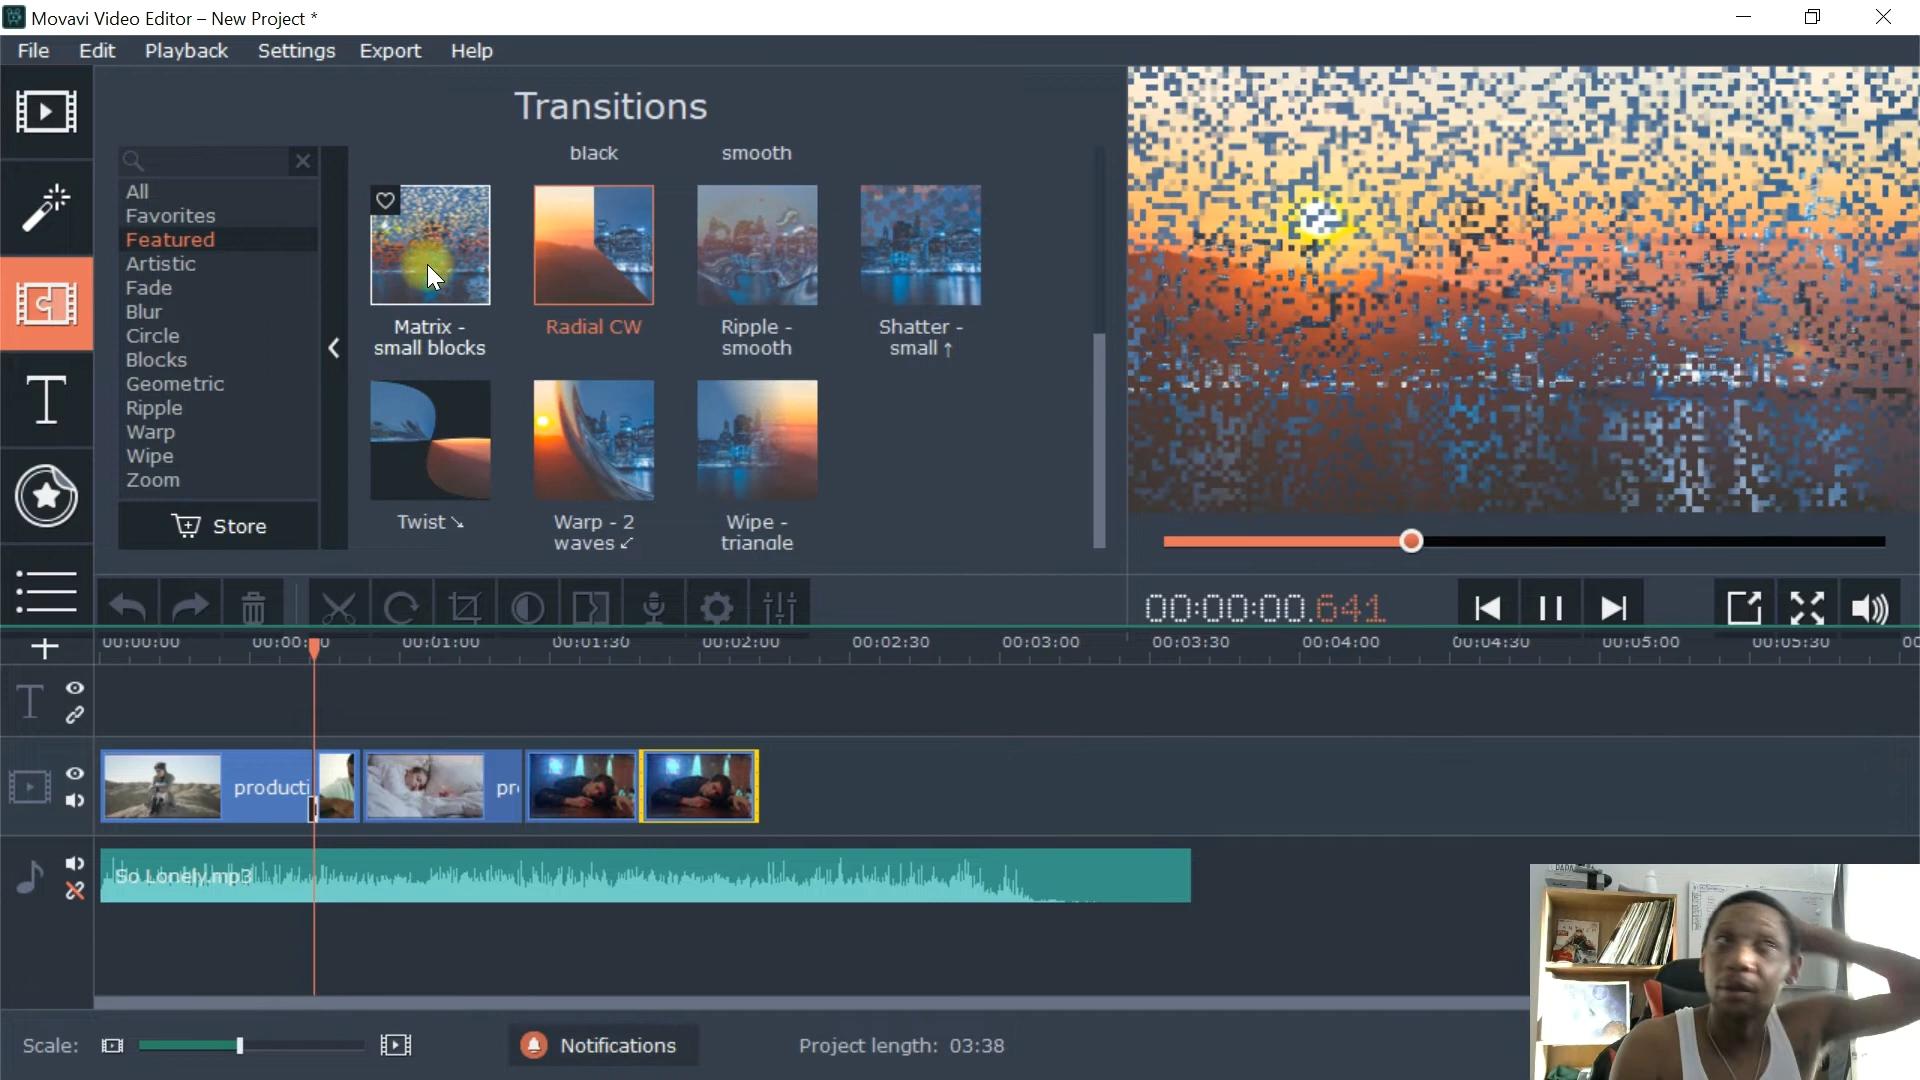 Movavi Video Editor – New Project *
File Edit Playback Settings Export Help
Transitions
black smooth
All
Favorites
Featured
Artistic
Fade
Blur
Circle
Blocks
Geometric
Ripple
Warp
Wipe
Zoom
Store
Matrix -
small blocks
Radial CW
Ripple -
smooth
Shatter -
small ↑
Twist ↘
Warp - 2
waves ↙
Wipe -
triangle
00:00:00.641
00:00:00 00:00:30 00:01:00 00:01:30 00:02:00 00:02:30 00:03:00 00:03:30 00:04:00 00:04:30 00:05:00 00:05:30
producti
pr
So Lonely.mp3
Scale:
Notifications
Project length: 03:38